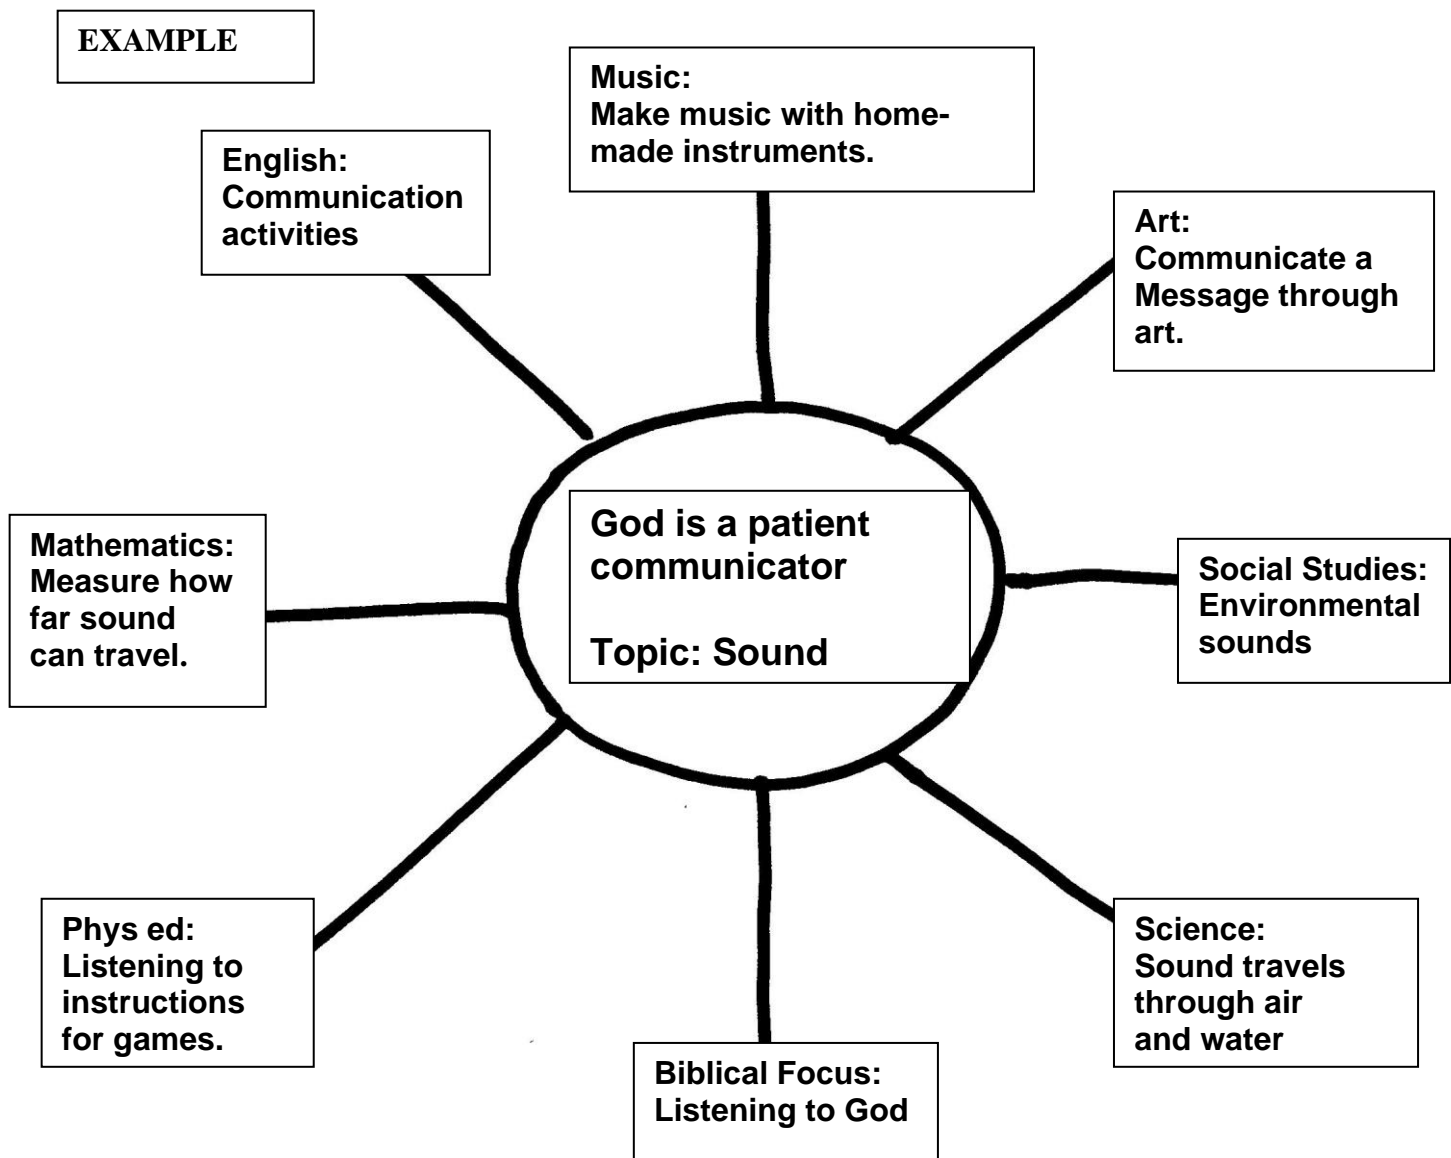 EXAMPLE
Music:
Make music with home-
made instruments.
English:
Communication
activities
Art:
Communicate a
Message through
art.
God is a patient
communicator
Topic: Sound
Mathematics:
Measure how
far sound
can travel.
Social Studies:
Environmental
sounds
Phys ed:
Listening to
instructions
for games.
Science:
Sound travels
through air
and water
Biblical Focus:
Listening to God